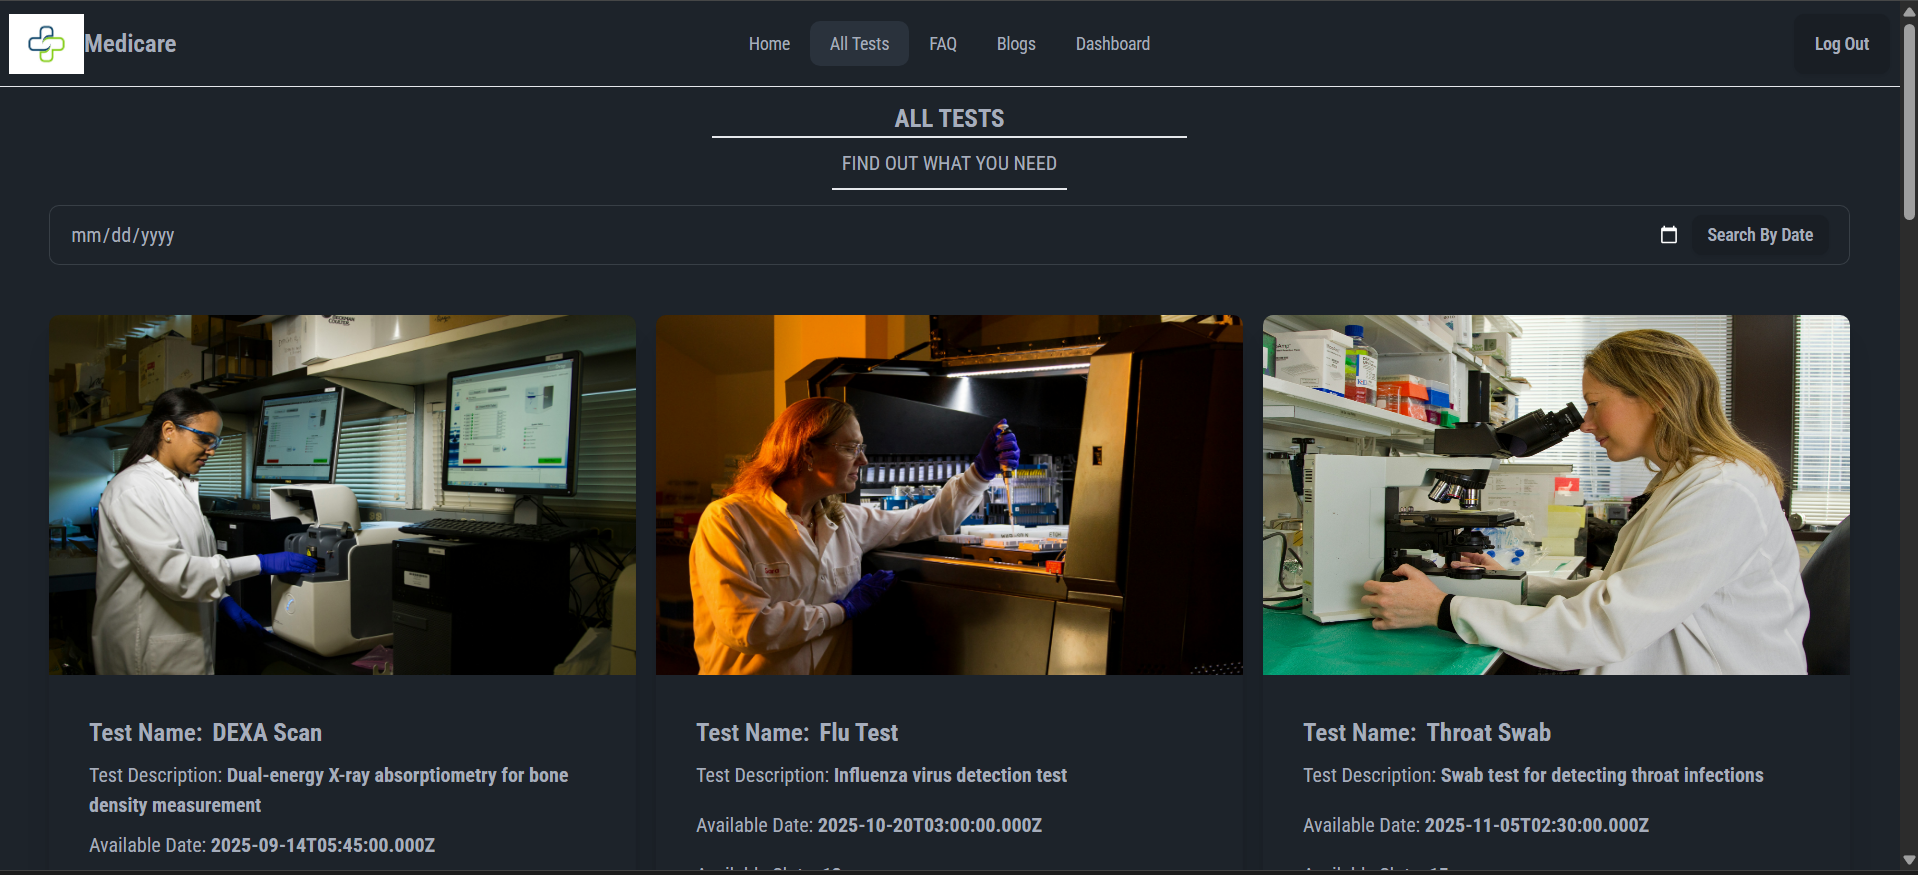 Medicare
Home
All Tests
FAQ
Blogs
Dashboard
Log Out
ALL TESTS
FIND OUT WHAT YOU NEED
mm/dd/yyyy
Search By Date
BECKMAN
COULTER
DELL
Test Name: DEXA Scan
Test Description: Dual-energy X-ray absorptiometry for bone
density measurement
Available Date: 2025-09-14T05:45:00.000Z
Test Name: Flu Test
Test Description: Influenza virus detection test
Available Date: 2025-10-20T03:00:00.000Z
Test Name: Throat Swab
Test Description: Swab test for detecting throat infections
Available Date: 2025-11-05T02:30:00.000Z